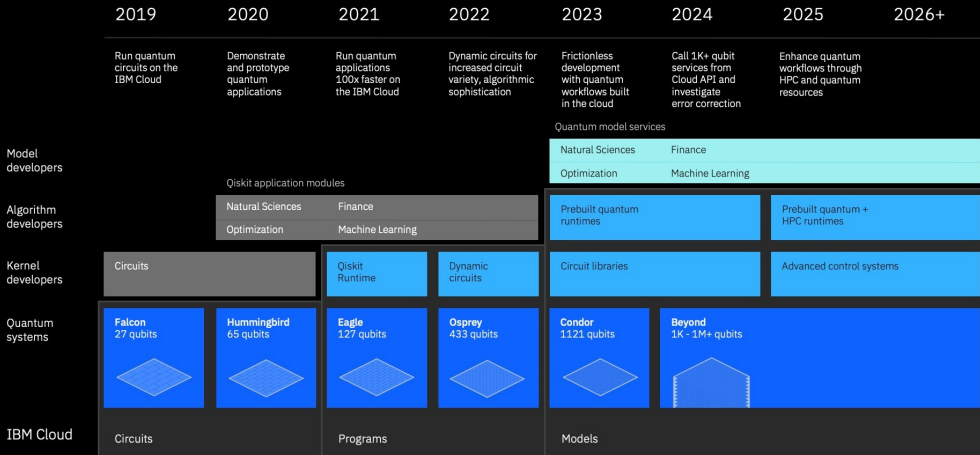 2019
2020
2021
2022
2023
2024
2025
2026+
Run quantum
circuits on the
IBM Cloud
Demonstrate
and prototype
quantum
applications
Run quantum
applications
100x faster on
the IBM Cloud
Dynamic circuits for
increased circuit
variety, algorithmic
sophistication
Frictionless
development
with quantum
workflows built
in the cloud
Call 1K+ qubit
services from
Cloud API and
investigate
error correction
Enhance quantum
workflows through
HPC and quantum
resources
Model
developers
Quantum model services
Natural Sciences
Finance
Optimization
Machine Learning
Algorithm
developers
Qiskit application modules
Natural Sciences
Finance
Optimization
Machine Learning
Prebuilt quantum
runtimes
Prebuilt quantum +
HPC runtimes
Kernel
developers
Circuits
Qiskit
Runtime
Dynamic
circuits
Circuit libraries
Advanced control systems
Quantum
systems
Falcon
27 qubits
Hummingbird
65 qubits
Eagle
127 qubits
Osprey
433 qubits
Condor
1121 qubits
Beyond
1K - 1M+ qubits
IBM Cloud
Circuits
Programs
Models